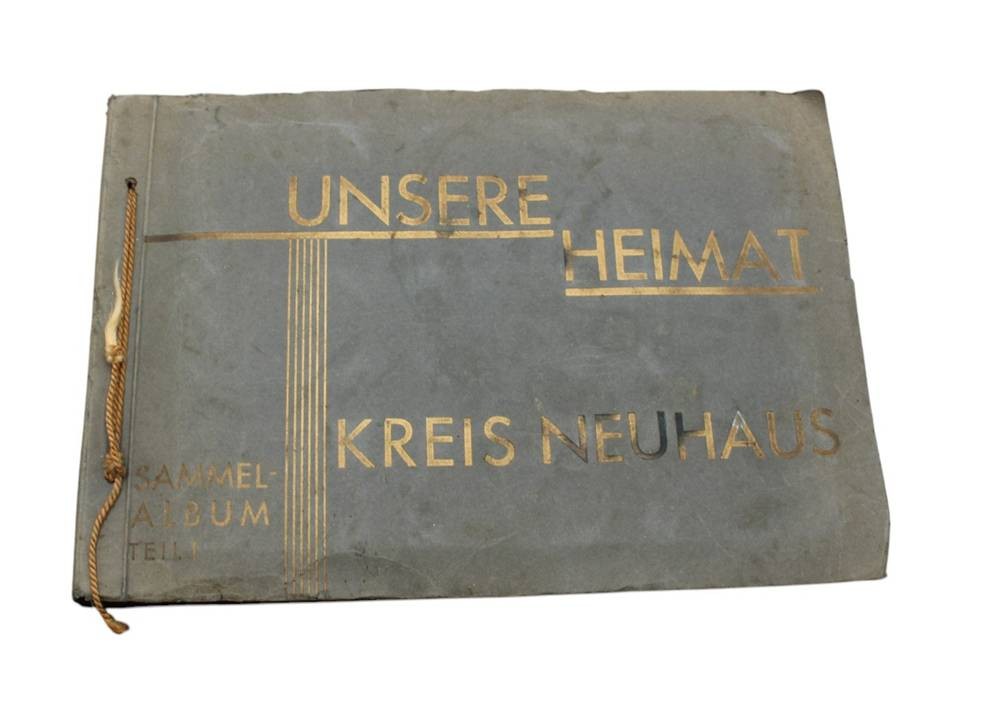 UNSERE
HEIMAT
KREIS NEUHAUS
SAMMEL-
ALBUM
TEIL I